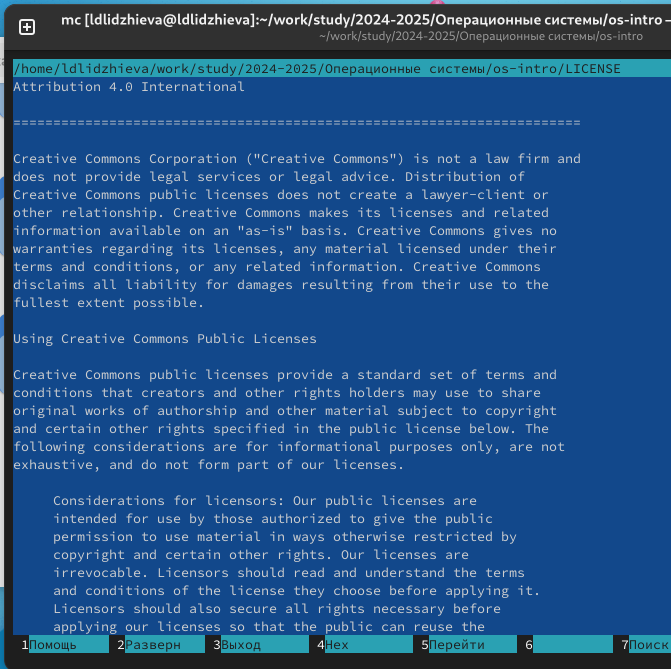 mc [ldlidzhieva@ldlidzhieva]:~/work/study/2024-2025/Операционные системы/os-intro –
~/work/study/2024-2025/Операционные системы/os-intro
/home/ldlidzhieva/work/study/2024-2025/Операционные системы/os-intro/LICENSE
Attribution 4.0 International
=======================================================================
Creative Commons Corporation ("Creative Commons") is not a law firm and
does not provide legal services or legal advice. Distribution of
Creative Commons public licenses does not create a lawyer-client or
other relationship. Creative Commons makes its licenses and related
information available on an "as-is" basis. Creative Commons gives no
warranties regarding its licenses, any material licensed under their
terms and conditions, or any related information. Creative Commons
disclaims all liability for damages resulting from their use to the
fullest extent possible.
Using Creative Commons Public Licenses
Creative Commons public licenses provide a standard set of terms and
conditions that creators and other rights holders may use to share
original works of authorship and other material subject to copyright
and certain other rights specified in the public license below. The
following considerations are for informational purposes only, are not
exhaustive, and do not form part of our licenses.
Considerations for licensors: Our public licenses are
intended for use by those authorized to give the public
permission to use material in ways otherwise restricted by
copyright and certain other rights. Our licenses are
irrevocable. Licensors should read and understand the terms
and conditions of the license they choose before applying it.
Licensors should also secure all rights necessary before
applying our licenses so that the public can reuse the
1Помощь 2Разверн 3Выход 4Hex 5Перейти 6 7Поиск